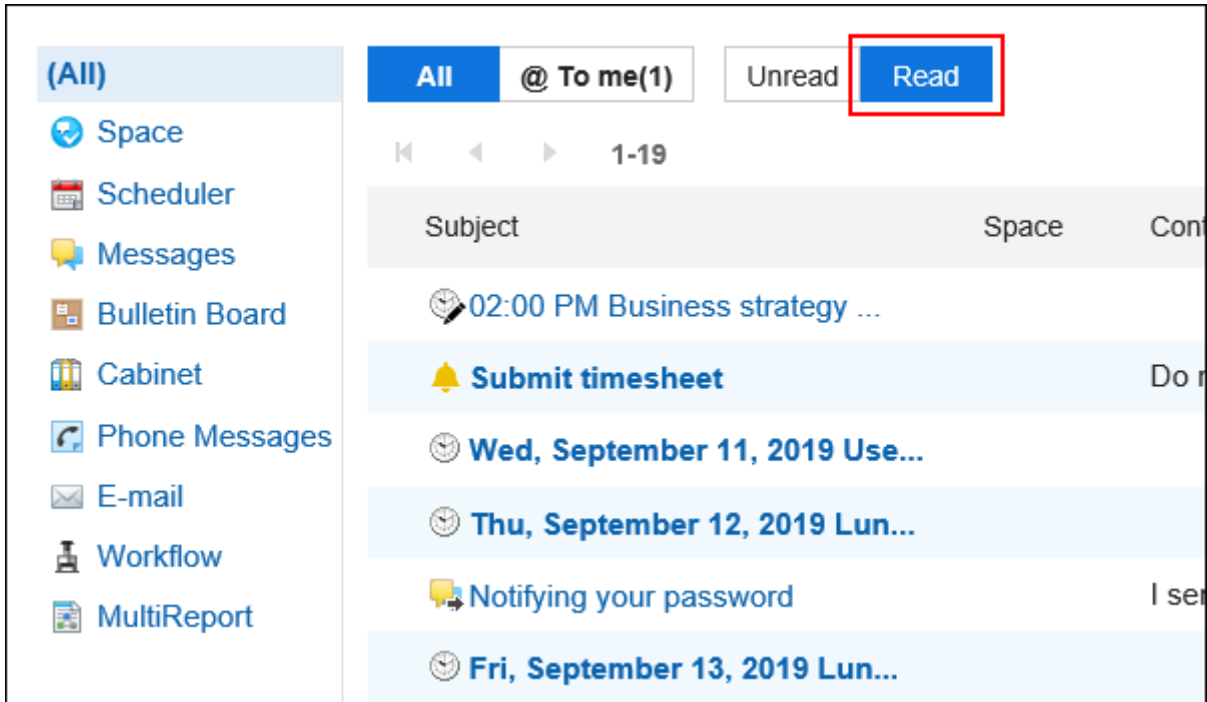 (All)
Space
Scheduler
Messages
Bulletin Board
Cabinet
Phone Messages
E-mail
Workflow
MultiReport
All @ To me(1) Unread Read
1-19
Subject Space
02:00 PM Business strategy ...
Submit timesheet Do
Wed, September 11, 2019 Use...
Thu, September 12, 2019 Lun...
Notifying your password I
Fri, September 13, 2019 Lun...